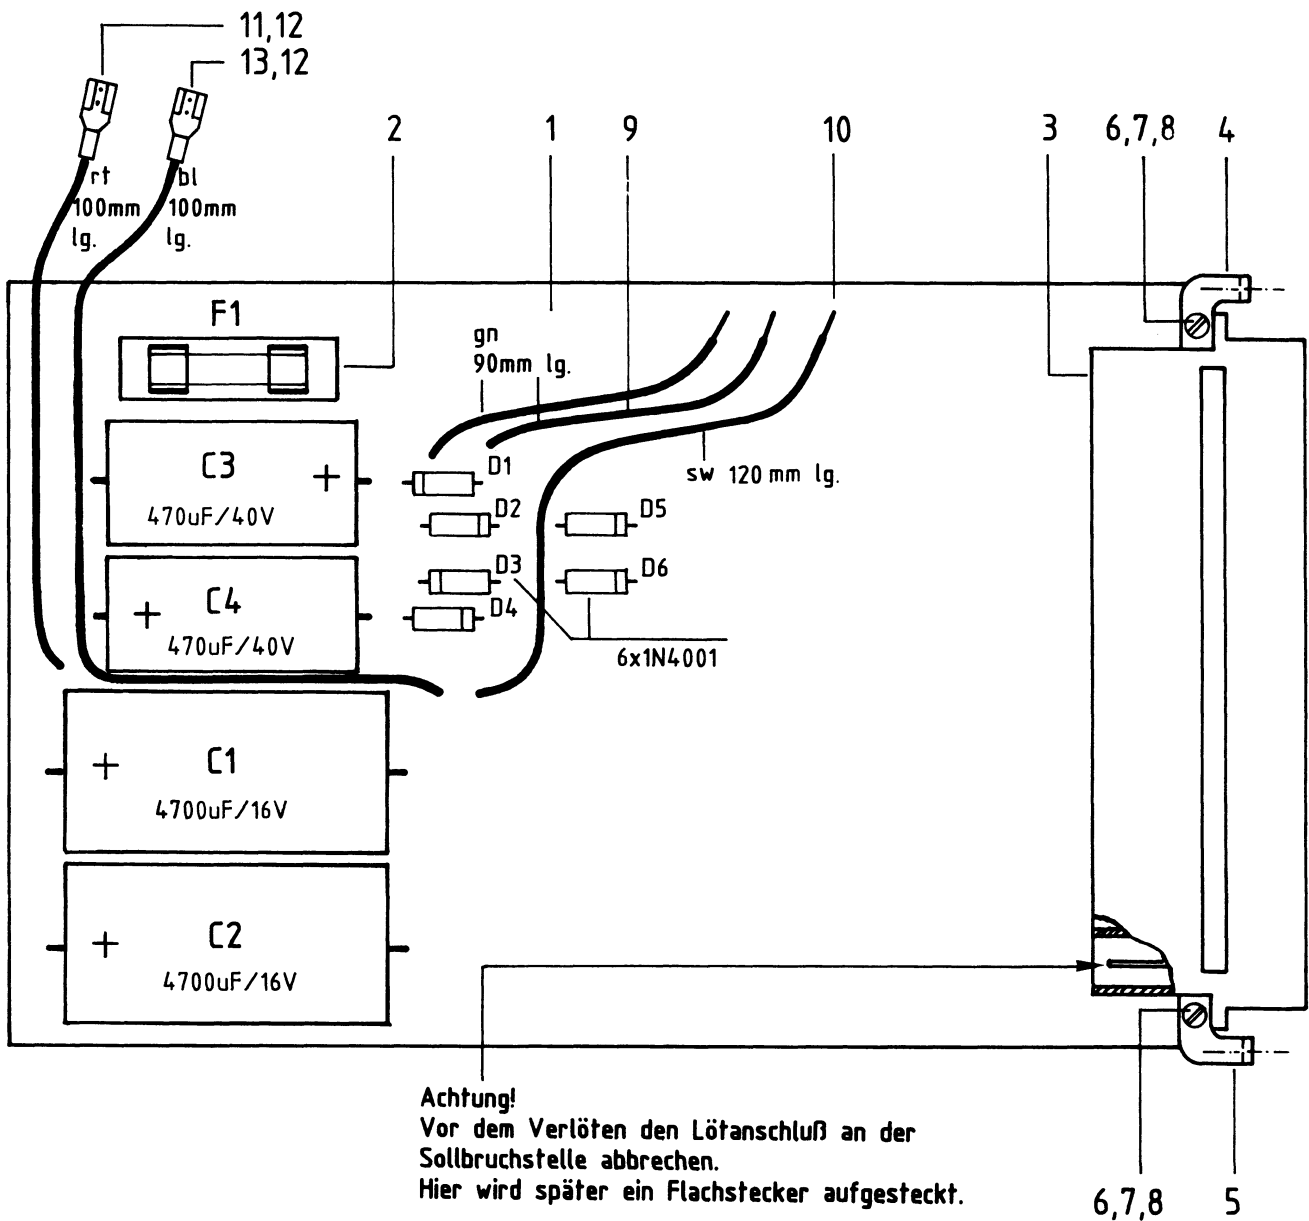 11,12
13,12
2
1
9
10
3
6,7,8
4
rt
100mm
lg.
bl
100mm
lg.
F1
gn
90mm lg.
C3
+
470uF/40V
D1
sw 120 mm lg.
D2
D5
D3
D6
C4
+
470uF/40V
D4
6x1N4001
C1
+
4700uF/16V
C2
+
4700uF/16V
Achtung!
Vor dem Verlöten den Lötanschluß an der
Sollbruchstelle abbrechen.
Hier wird später ein Flachstecker aufgesteckt.
6,7,8
5